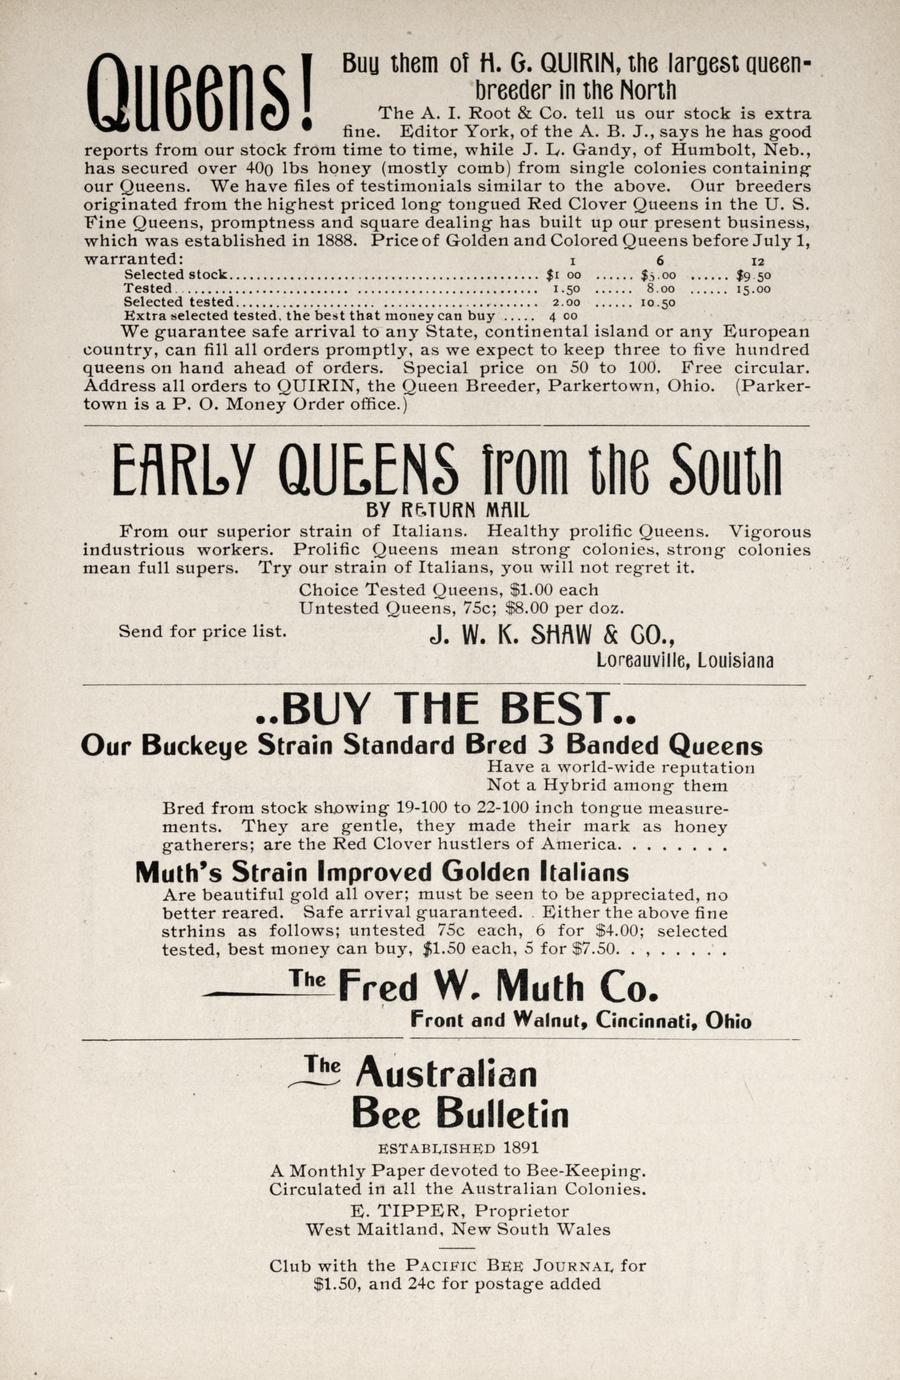 Queens!
Buy them of H. G. QUIRIN, the largest queen-
breeder in the North
The A. I. Root & Co. tell us our stock is extra
fine. Editor York, of the A. B. J., says he has good
reports from our stock from time to time, while J. L. Gandy, of Humbolt, Neb.,
has secured over 400 lbs honey (mostly comb) from single colonies containing
our Queens. We have files of testimonials similar to the above. Our breeders
originated from the highest priced long tongued Red Clover Queens in the U. S.
Fine Queens, promptness and square dealing has built up our present business,
which was established in 1888. Price of Golden and Colored Queens before July 1,
warranted: 1 6 12
Selected stock........................................ $1 00 ...... $5.00 ...... $9 50
Tested................................................ 1.50 ...... 8.00 ...... 15.00
Selected tested....................................... 2.00 ...... 10.50
Extra selected tested, the best that money can buy ..... 4 00
We guarantee safe arrival to any State, continental island or any European
country, can fill all orders promptly, as we expect to keep three to five hundred
queens on hand ahead of orders. Special price on 50 to 100. Free circular.
Address all orders to QUIRIN, the Queen Breeder, Parkertown, Ohio. (Parker-
town is a P. O. Money Order office.)
EARLY QUEENS from the South
BY RETURN MAIL
From our superior strain of Italians. Healthy prolific Queens. Vigorous
industrious workers. Prolific Queens mean strong colonies, strong colonies
mean full supers. Try our strain of Italians, you will not regret it.
Choice Tested Queens, $1.00 each
Untested Queens, 75c; $8.00 per doz.
Send for price list. J. W. K. SHAW & CO.,
Loreauville, Louisiana
..BUY THE BEST..
Our Buckeye Strain Standard Bred 3 Banded Queens
Have a world-wide reputation
Not a Hybrid among them
Bred from stock showing 19-100 to 22-100 inch tongue measure-
ments. They are gentle, they made their mark as honey
gatherers; are the Red Clover hustlers of America. . . . . . . .
Muth's Strain Improved Golden Italians
Are beautiful gold all over; must be seen to be appreciated, no
better reared. Safe arrival guaranteed. . Either the above fine
strhins as follows; untested 75c each, 6 for $4.00; selected
tested, best money can buy, $1.50 each, 5 for $7.50. . , . . . . .
The Fred W. Muth Co.
Front and Walnut, Cincinnati, Ohio
The Australian
Bee Bulletin
ESTABLISHED 1891
A Monthly Paper devoted to Bee-Keeping.
Circulated in all the Australian Colonies.
E. TIPPER, Proprietor
West Maitland, New South Wales
Club with the PACIFIC BEE JOURNAL for
$1.50, and 24c for postage added